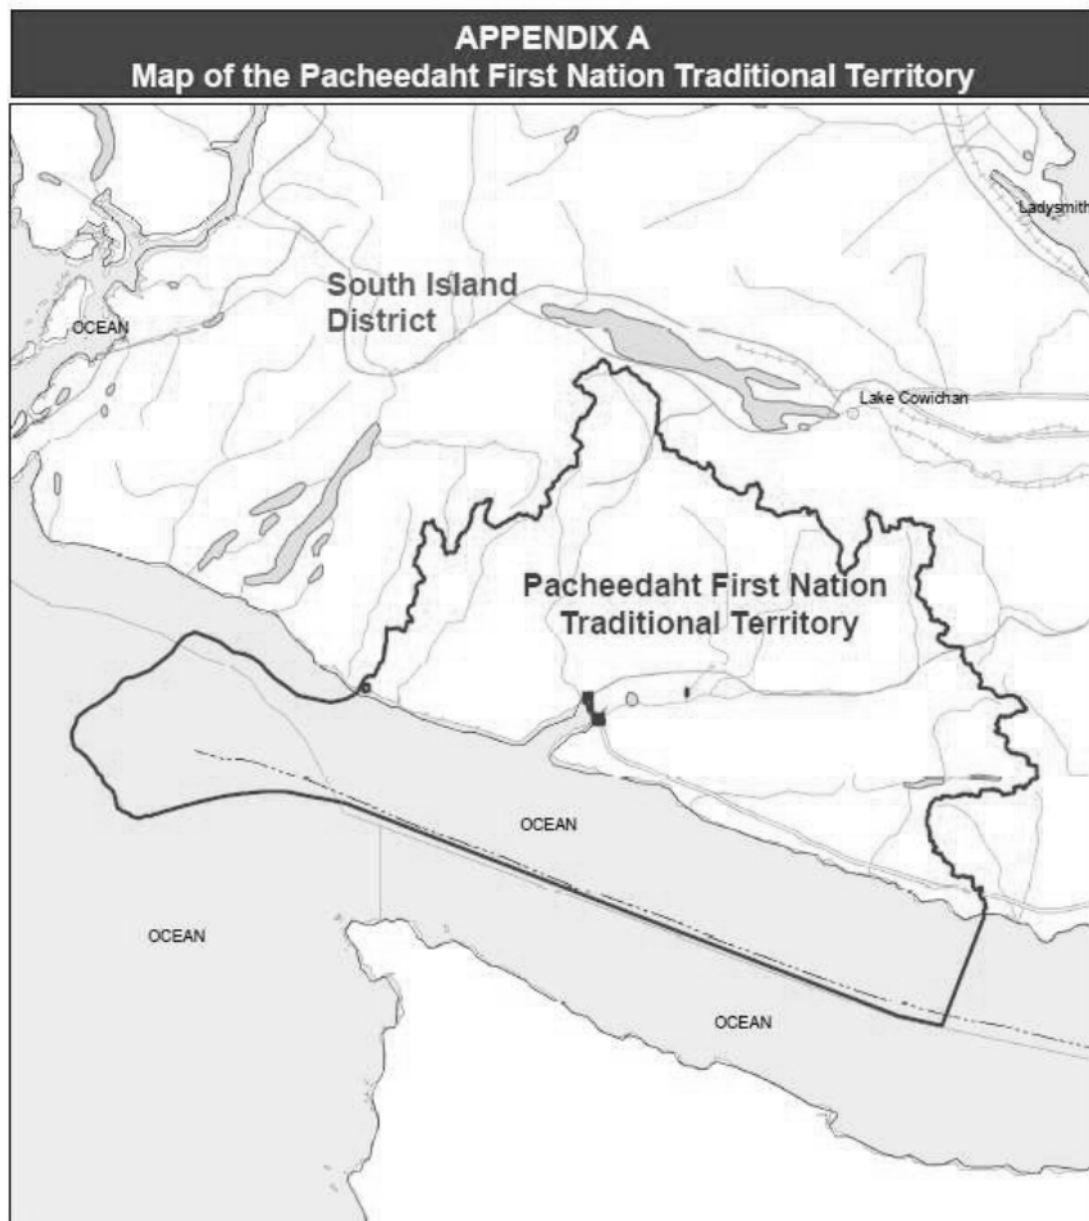 APPENDIX A
Map of the Pacheedaht First Nation Traditional Territory
Ladysmith
South Island
District
OCEAN
Lake Cowichan
Pacheedaht First Nation
Traditional Territory
OCEAN
OCEAN
OCEAN